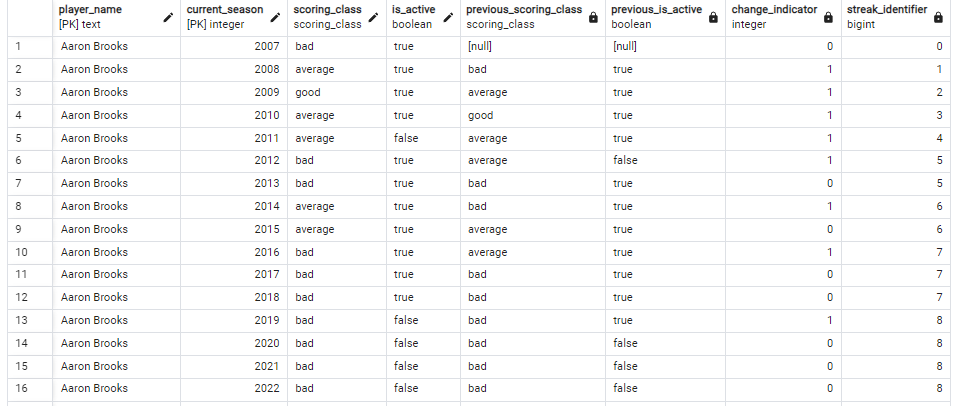 player_name current_season scoring_class is_active previous_scoring_class previous_is_active change_indicator streak_identifier
[PK] text [PK] integer scoring_class boolean scoring_class boolean integer bigint
1 Aaron Brooks 2007 bad true [null] [null] 0 0
2 Aaron Brooks 2008 average true bad true 1 1
3 Aaron Brooks 2009 good true average true 1 2
4 Aaron Brooks 2010 average true good true 1 3
5 Aaron Brooks 2011 average false average true 1 4
6 Aaron Brooks 2012 bad true average false 1 5
7 Aaron Brooks 2013 bad true bad true 0 5
8 Aaron Brooks 2014 average true bad true 1 6
9 Aaron Brooks 2015 average true average true 0 6
10 Aaron Brooks 2016 bad true average true 1 7
11 Aaron Brooks 2017 bad true bad true 0 7
12 Aaron Brooks 2018 bad true bad true 0 7
13 Aaron Brooks 2019 bad false bad true 1 8
14 Aaron Brooks 2020 bad false bad false 0 8
15 Aaron Brooks 2021 bad false bad false 0 8
16 Aaron Brooks 2022 bad false bad false 0 8